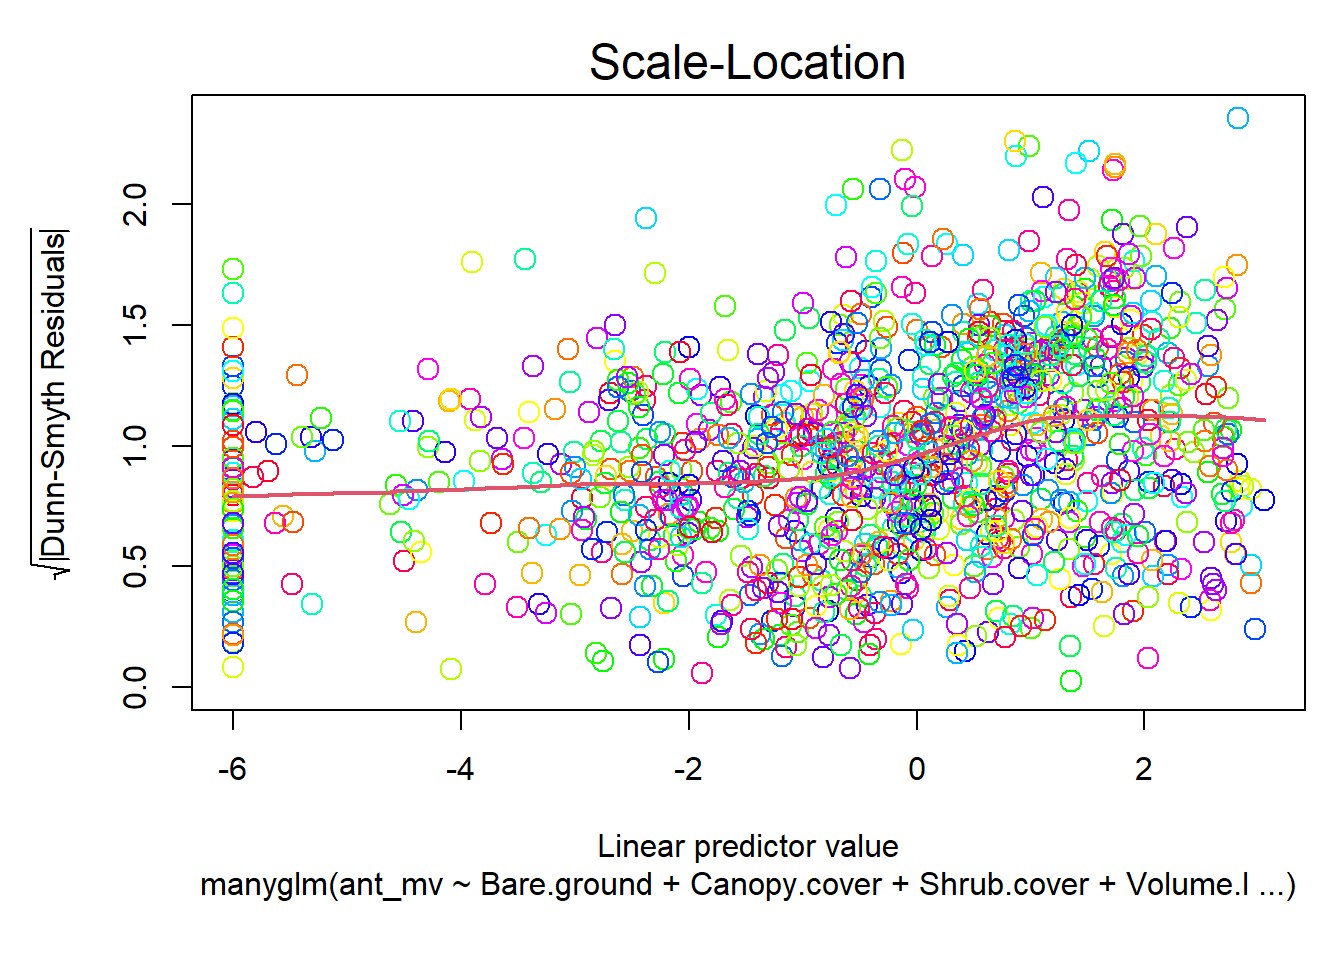 Scale-Location
√|Dunn-Smyth Residuals|
2.0
1.5
1.0
0.5
0.0
-6 -4 -2 0 2
Linear predictor value
manyglm(ant_mv ~ Bare.ground + Canopy.cover + Shrub.cover + Volume.l ...)